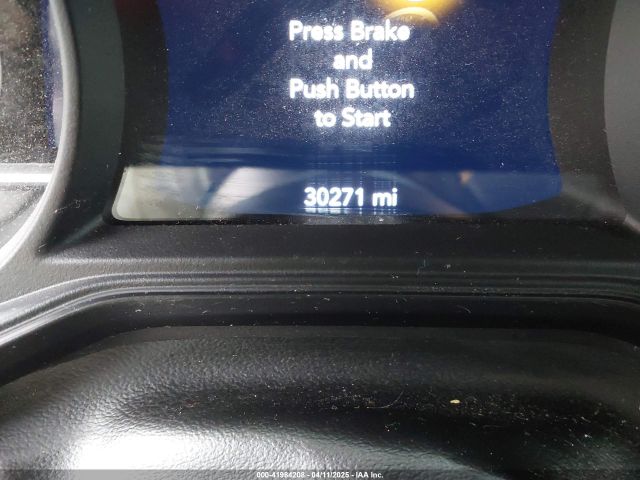 Press Brake
and
Push Button
to Start
30271 mi
000-41984208 - 04/11/2025 - IAA Inc.